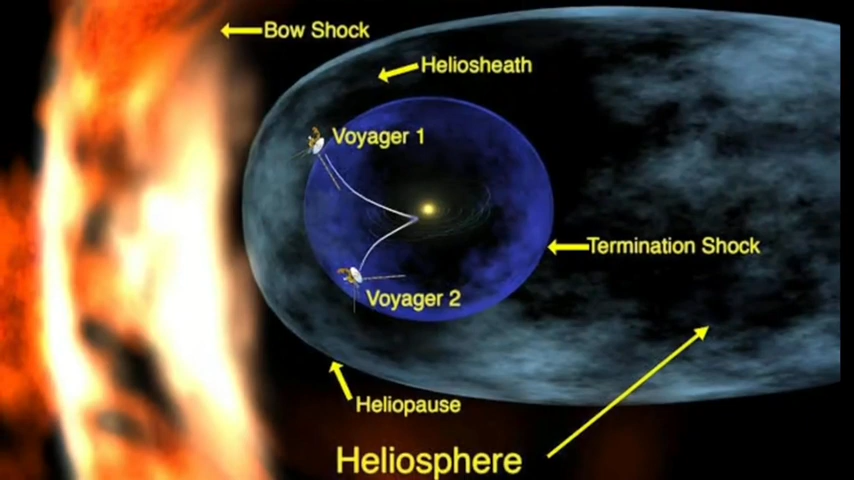 Bow Shock
Heliosheath
Voyager 1
Termination Shock
Voyager 2
Heliopause
Heliosphere